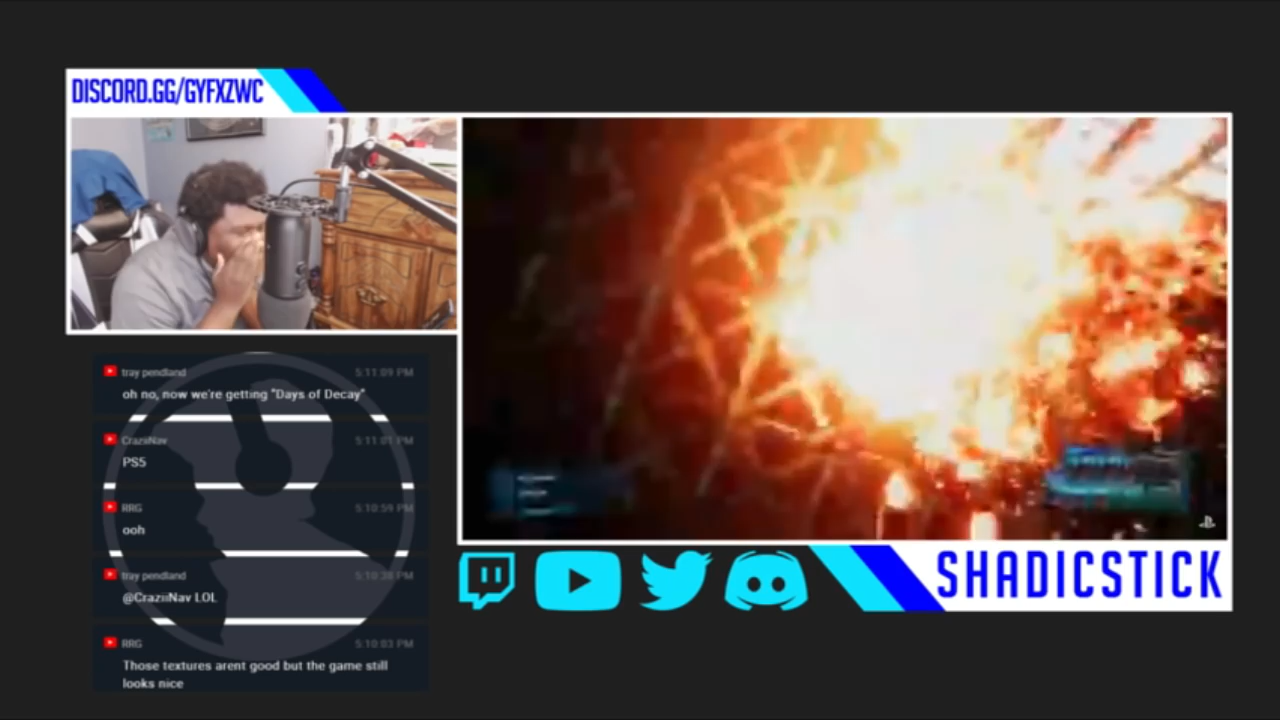 DISCORD.GG/GYFXZWC
tray pendland 5:11:09 PM
oh no, now we're getting "Days of Decay"
CraziiNav 5:11:01 PM
PS5
RRG 5:10:59 PM
ooh
tray pendland 5:10:38 PM
@CraziiNav LOL
RRG 5:10:03 PM
Those textures arent good but the game still
looks nice
SHADICSTICK